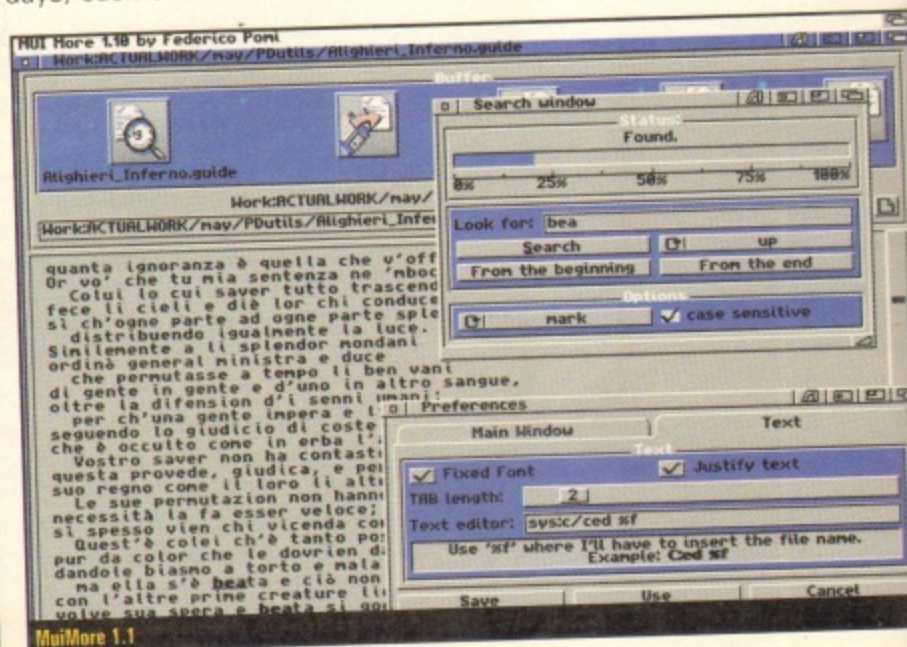 MUI More 1.10 by Federico Pomi
Work:ACTUALWORK/may/PDutils/Alighieri_Inferno.guide
Buffer
Alighieri_Inferno.guide
Work:ACTUALWORK/may/
Work:ACTUALWORK/may/PDutils/Alighieri_Infe
quanta ignoranza è quella che v'off
Or vo' che tu mia sentenza ne 'mboc
Colui lo cui saver tutto trascend
fece li cieli e diè lor chi conduce
sì ch'ogne parte ad ogne parte sple
distribuendo igualmente la luce.
Similemente a li splendor mondani
ordinò general ministra e duce
che permutasse a tempo li ben vani
di gente in gente e d'uno in altro sangue,
oltre la difension d'i senni umani;
per ch'una gente impera e
seguendo lo giudicio di coste
che è occulto come in erba l'
Vostro saver non ha contast
questa provede, giudica, e pe
suo regno come il loro li alt
Le sue permutazion non hann
necessità la fa esser veloce;
sì spesso vien chi vicenda co
Quest'è colei ch'è tanto po
pur da color che le dovrien d
dandole biasmo a torto e mala
ma ella s'è beata e ciò non
con l'altre prime creature li
volve sua spera e beata si go
Search window
Status:
Found.
0% 25% 50% 75% 100%
Look for: bea
Search up
From the beginning From the end
Options
mark case sensitive
Preferences
Main Window Text
Text
Fixed Font Justify text
TAB length: 2
Text editor: sys:c/ced %f
Use '%f' where I'll have to insert the file name.
Example: Ced %f
Save Use Cancel
MuiMore 1.1